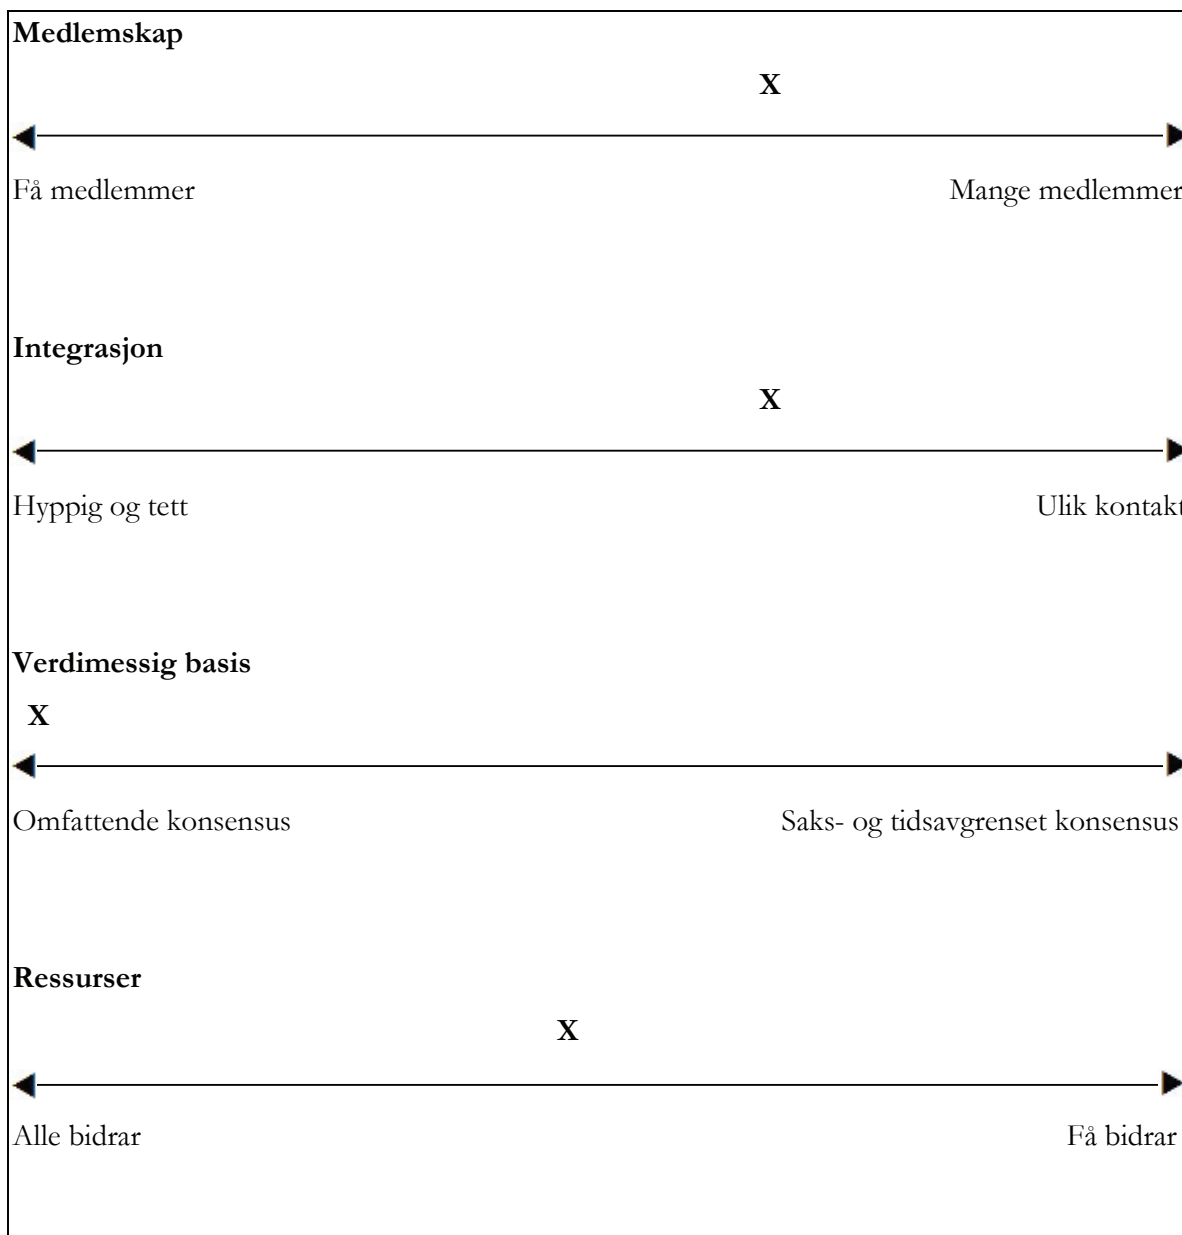 Medlemskap
X
Få medlemmer Mange medlemmer
Integrasjon
X
Hyppig og tett Ulik kontakt
Verdimessig basis
X
Omfattende konsensus Saks- og tidsavgrenset konsensus
Ressurser
X
Alle bidrar Få bidrar